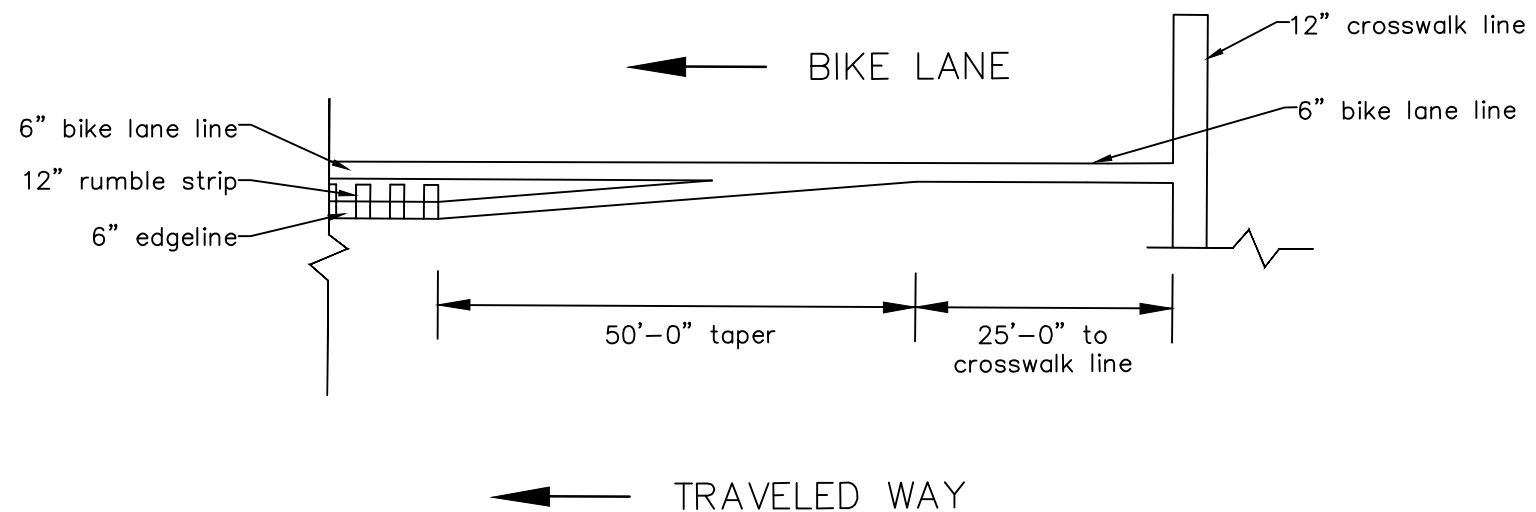 12” crosswalk line
BIKE LANE
6” bike lane line
6” bike lane line
12” rumble strip
6” edgeline
50’–0” taper
25’–0” to
crosswalk line
TRAVELED WAY